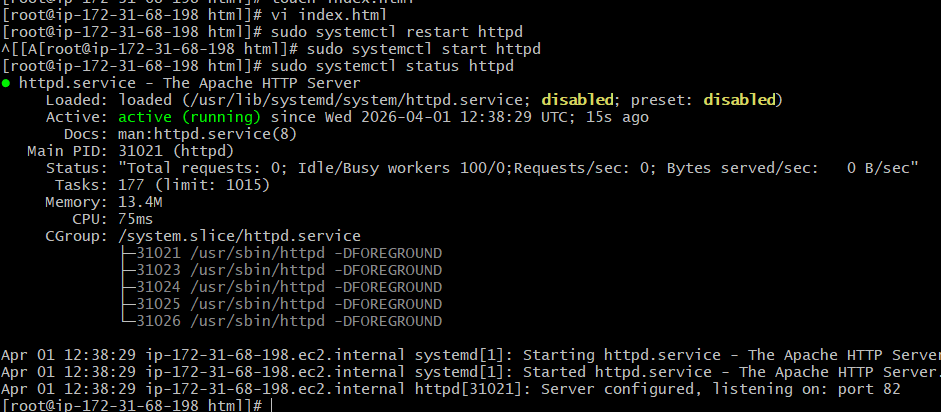 [root@ip-172-31-68-198 html]# touch index.html
[root@ip-172-31-68-198 html]# vi index.html
[root@ip-172-31-68-198 html]# sudo systemctl restart httpd
^[[A[root@ip-172-31-68-198 html]# sudo systemctl start httpd
[root@ip-172-31-68-198 html]# sudo systemctl status httpd
● httpd.service - The Apache HTTP Server
     Loaded: loaded (/usr/lib/systemd/system/httpd.service; disabled; preset: disabled)
     Active: active (running) since Wed 2026-04-01 12:38:29 UTC; 15s ago
       Docs: man:httpd.service(8)
   Main PID: 31021 (httpd)
     Status: "Total requests: 0; Idle/Busy workers 100/0;Requests/sec: 0; Bytes served/sec:   0 B/sec"
      Tasks: 177 (limit: 1015)
     Memory: 13.4M
        CPU: 75ms
     CGroup: /system.slice/httpd.service
             ├─31021 /usr/sbin/httpd -DFOREGROUND
             ├─31023 /usr/sbin/httpd -DFOREGROUND
             ├─31024 /usr/sbin/httpd -DFOREGROUND
             ├─31025 /usr/sbin/httpd -DFOREGROUND
             └─31026 /usr/sbin/httpd -DFOREGROUND
Apr 01 12:38:29 ip-172-31-68-198.ec2.internal systemd[1]: Starting httpd.service - The Apache HTTP Server
Apr 01 12:38:29 ip-172-31-68-198.ec2.internal systemd[1]: Started httpd.service - The Apache HTTP Server.
Apr 01 12:38:29 ip-172-31-68-198.ec2.internal httpd[31021]: Server configured, listening on: port 82
[root@ip-172-31-68-198 html]#